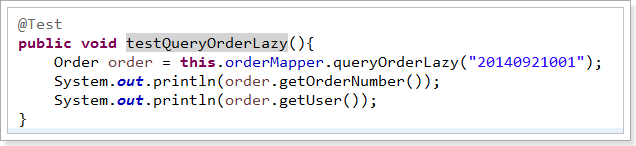 @Test
public void testQueryOrderLazy(){
    Order order = this.orderMapper.queryOrderLazy("20140921001");
    System.out.println(order.getOrderNumber());
    System.out.println(order.getUser());
}